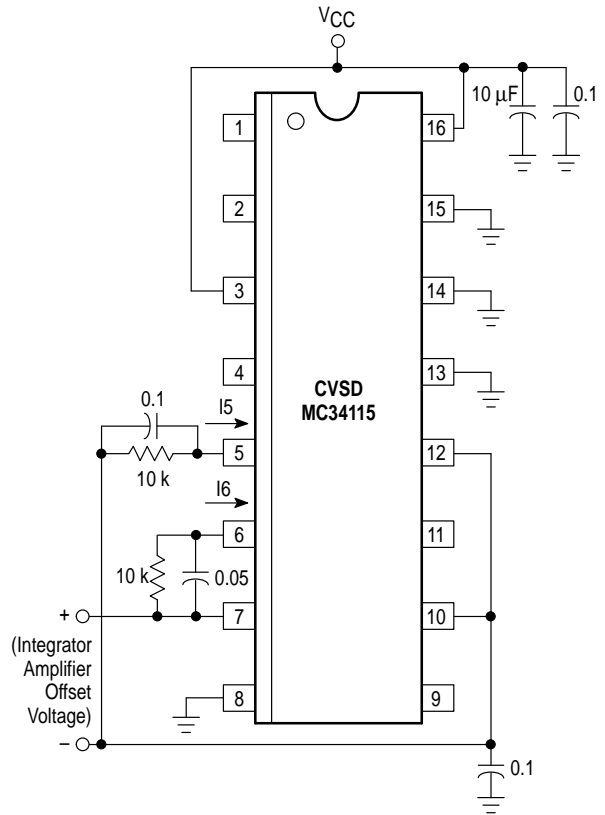 VCC
10 μF
0.1
1
16
2
15
3
14
4
13
CVSD
MC34115
0.1
I5
5
12
10 k
I6
6
11
10 k
0.05
+
7
10
(Integrator
Amplifier
Offset
Voltage)
8
9
–
0.1